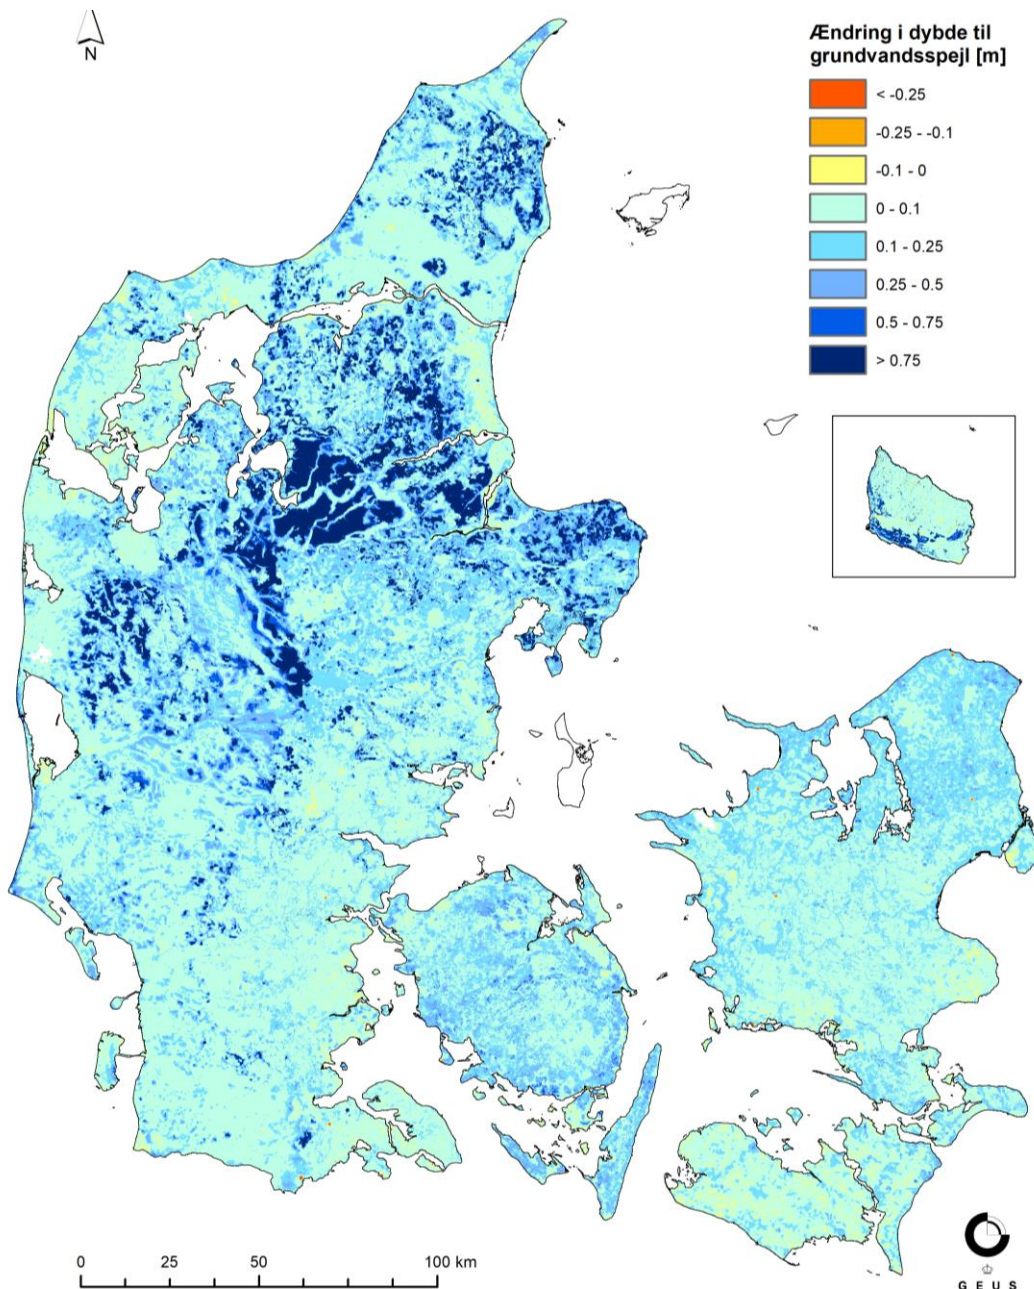 N
Ændring i dybde til
grundvandsspejl [m]
< -0.25
-0.25 - -0.1
-0.1 - 0
0 - 0.1
0.1 - 0.25
0.25 - 0.5
0.5 - 0.75
> 0.75
0 25 50 100 km
G E U S